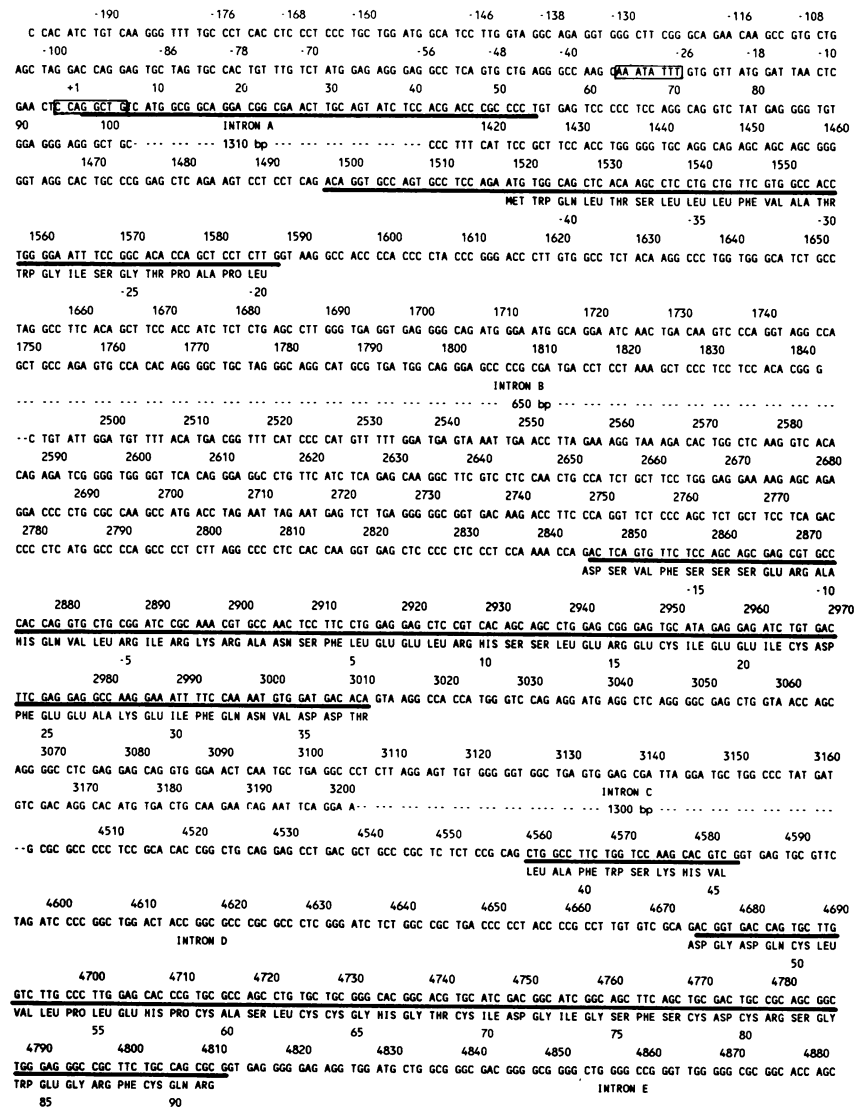 -190 -176 -168 -157 -146 -138 -130 -116 -108
C CAC ATC TGT CAA GGG TTT TGC CCT CAC CTC CCT CCC TGC TGG ATG GCA TCC TTG GTA GGC AGA GGT GGG CTT CGG GCA GAA CAA GCC GTG CTG
-100 -86 -78 -70 -56 -48 -40 -26 -18 -10
AGC TAG GAC CAG GAG TGC TAG TGC CAC TGT TTG TCT ATG GAG AGG GAG GCC TCA GTG CTG AGG GCC AAG CAA ATA TTT GTG GTT ATG GAT TAA CTC
+1 10 20 30 40 50 60 70 80
GAA CTC CAG GCT GTC ATG GCG GCA GGA CGG CGA ACT TGC AGT ATC TCC ACG ACC CGC CCC TGT GAG TCC CCC TCC AGG CAG GTC TAT GAG GGG TGT
90 100 INTRON A 1420 1430 1440 1450 1460
GGA GGG AGG GCT GC- --- --- --- 1310 bp --- --- --- --- --- --- CCC TTT CAT TCC GCT TCC ACC TGG GGG TGC AGG CAG AGC AGC AGC GGG
1470 1480 1490 1500 1510 1520 1530 1540 1550
GGT AGG CAC TGC CCG GAG CTC AGA AGT CCT CCT CAG ACA GGT GCC AGT GCC TCC AGA ATG TGG CAG CTC ACA AGC CTC CTG CTG TTC GTG GCC ACC
MET TRP GLN LEU THR SER LEU LEU LEU PHE VAL ALA THR
-40 -35 -30
1560 1570 1580 1590 1600 1610 1620 1630 1640 1650
TGG GGA ATT TCC GGC ACA CCA GCT CCT CTT GGT AAG GCC ACC CCA CCC CTA CCC GGG ACC CTT GTG GCC TCT ACA AGG CCC TGG TGG GCA TCT GCC
TRP GLY ILE SER GLY THR PRO ALA PRO LEU
-25 -20
1660 1670 1680 1690 1700 1710 1720 1730 1740
TAG GCC TTC ACA GCT TCC ACC ATC TCT CTG AGC CTT GGG TGA GGT GAG GGG CAG ATG GGA ATG GCA GGA ATC AAC TGA CAA GTC CCA GGT AGG CCA
1750 1760 1770 1780 1790 1800 1810 1820 1830 1840
GCT GCC AGA GTG CCA CAC AGG GGC TGC TAG GGC AGG CAT GCG TGA TGG CAG GGA GCC CCG CGA TGA CCT CCT AAA GCT CCC TCC TCC ACA CGG G
INTRON B
--- --- --- 650 bp --- --- ---
2500 2510 2520 2530 2540 2550 2560 2570 2580
--C TGT ATT GGA TGT TTT ACA TGA CGG TTT CAT CCC CAT GTT TTT GGA TGA GTA AAT TGA ACC TTA GAA AGG TAA AGA CAC TGG CTC AAG GTC ACA
2590 2600 2610 2620 2630 2640 2650 2660 2670 2680
CAG AGA TCG GGG TGG GGT TCA CAG GGA GGC CTG TTC ATC TCA GAG CAA GGC TTC GTC CTC CAA CTG CCA TCT GCT TCC TGG GAG GAA AAG AGC AGA
2690 2700 2710 2720 2730 2740 2750 2760 2770
GGA CCC CTG CGC CAA GCC ATG ACC TAG AAT TAG AAT GAG TCT TGA GGG GGC GGT GAC AAG ACC TTC CCA GGT TCT CCC AGC TCT GCT TCC TCA GAC
2780 2790 2800 2810 2820 2830 2840 2850 2860 2870
CCC CTC ATG GCC CCA GCC CCT CTT AGG CCC CTC CAC CAA GGT GAG CTC CCC CTC CCT CCA AAA CCA GAC TCA GTG TTC TCC AGC AGC GAG CGT GCC
ASP SER VAL PHE SER SER SER GLU ARG ALA
-15 -10
2880 2890 2900 2910 2920 2930 2940 2950 2960 2970
CAC CAG GTG CTG CGG ATC CGC AAA CGT GCC AAC TCC TTC CTG GAG GAG CTC CGT CAC AGC AGC CTG GAG CGG GAG TGC ATA GAG GAG ATC TGT GAC
HIS GLN VAL LEU ARG ILE ARG LYS ARG ALA ASN SER PHE LEU GLU GLU LEU ARG HIS SER SER LEU GLU ARG GLU CYS ILE GLU GLU ILE CYS ASP
-5 5 10 15 20
2980 2990 3000 3010 3020 3030 3040 3050 3060
TTC GAG GAG GCC AAG GAA ATT TTC CAA AAT GTG GAT GAC ACA GTA AGG CCA CCA TGG GTC CAG AGG ATG AGG CTC AGG GGC GAG CTG GTA ACC AGC
PHE GLU GLU ALA LYS GLU ILE PHE GLN ASN VAL ASP ASP THR
25 30 35
3070 3080 3090 3100 3110 3120 3130 3140 3150 3160
AGG GGC CTC GAG GAG CAG GTG GGA ACT CAA TGC TGA GGC CCT CTT AGG AGT TGT GGG GGT GGC TGA GTG GAG CGA TTA GGA TGC TGG CCC TAT GAT
3170 3180 3190 3200 INTRON C
GTC GAC AGG CAC ATG TGA CTG CAA GAA CAG AAT TCA GGA A-- --- --- --- 1300 bp --- --- ---
4510 4520 4530 4540 4550 4560 4570 4580 4590
--G CGC GCC CCC TCC GCA CAC CGG CTG CAG GAG CCT GAC GCT GCC CGC TC TCT CCG CAG CTG GCC TTC TGG TCC AAG CAC GTC GGT GAG TGC GTTC
LEU ALA PHE TRP SER LYS HIS VAL
40 45
4600 4610 4620 4630 4640 4650 4660 4670 4680 4690
TAG ATC CCC GGC TGG ACT ACC GGC GCC CGC GCC CTC GGG ATC TCT GGC CGC TGA CCC CCT ACC CCG CCT TGT GTC GCA GAC GGT GAC CAG TGC TTG
INTRON D ASP GLY ASP GLN CYS LEU
50
4700 4710 4720 4730 4740 4750 4760 4770 4780
GTC TTG CCC TTG GAG CAC CCG TGC GCC AGC CTG TGC TGC GGG CAC GGC ACG TGC ATC GAC GGC ATC GGC AGC TTC AGC TGC GAC TGC CGC AGC GGC
VAL LEU PRO LEU GLU HIS PRO CYS ALA SER LEU CYS CYS GLY HIS GLY THR CYS ILE ASP GLY ILE GLY SER PHE SER CYS ASP CYS ARG SER GLY
55 60 65 70 75 80
4790 4800 4810 4820 4830 4840 4850 4860 4870 4880
TGG GAG GGC CGC TTC TGC CAG CGC GGT GAG GGG GAG AGG TGG ATG CTG GCG GGC GAC GGG GCG GGG CTG GGG CCG GGT TGG GGG CGC GGC ACC AGC
TRP GLU GLY ARG PHE CYS GLN ARG INTRON E
85 90